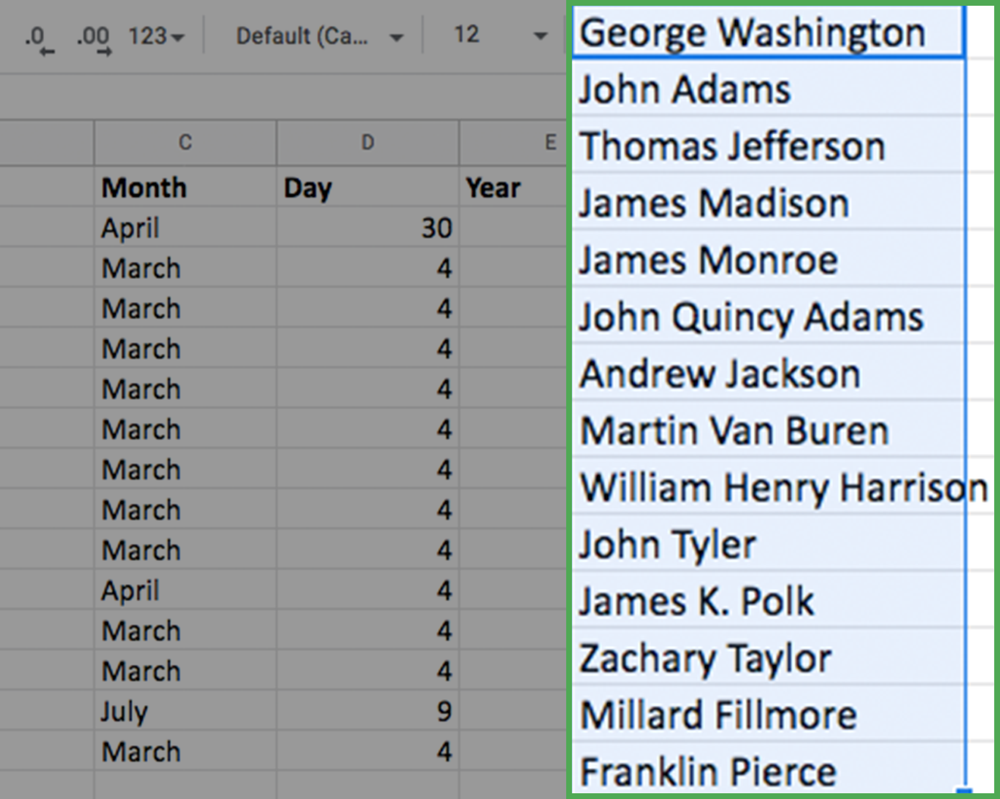 .0 .00 123 Default (Ca... 12
C D E
Month Day Year
April 30
March 4
March 4
March 4
March 4
March 4
March 4
March 4
March 4
April 4
March 4
March 4
July 9
March 4
George Washington
John Adams
Thomas Jefferson
James Madison
James Monroe
John Quincy Adams
Andrew Jackson
Martin Van Buren
William Henry Harrison
John Tyler
James K. Polk
Zachary Taylor
Millard Fillmore
Franklin Pierce